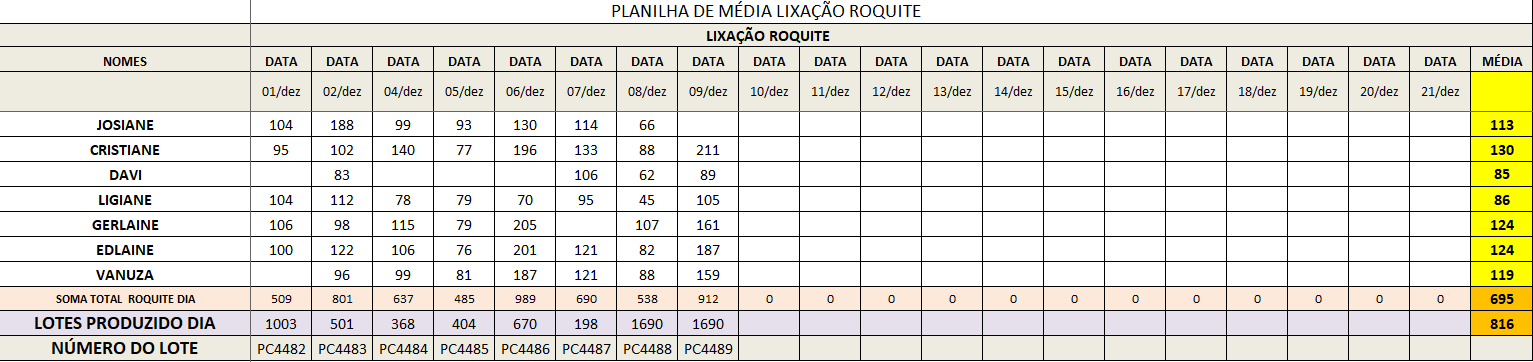 PLANILHA DE MÉDIA LIXAÇÃO ROQUITE
LIXAÇÃO ROQUITE
NOMES DATA DATA DATA DATA DATA DATA DATA DATA DATA DATA DATA DATA DATA DATA DATA DATA DATA DATA DATA DATA MÉDIA
01/dez 02/dez 04/dez 05/dez 06/dez 07/dez 08/dez 09/dez 10/dez 11/dez 12/dez 13/dez 14/dez 15/dez 16/dez 17/dez 18/dez 19/dez 20/dez 21/dez
JOSIANE 104 188 99 93 130 114 66 113
CRISTIANE 95 102 140 77 196 133 88 211 130
DAVI 83 106 62 89 85
LIGIANE 104 112 78 79 70 95 45 105 86
GERLAINE 106 98 115 79 205 107 161 124
EDLAINE 100 122 106 76 201 121 82 187 124
VANUZA 96 99 81 187 121 88 159 119
SOMA TOTAL ROQUITE DIA 509 801 637 485 989 690 538 912 0 0 0 0 0 0 0 0 0 0 0 0 695
LOTES PRODUZIDO DIA 1003 501 368 404 670 198 1690 1690 816
NÚMERO DO LOTE PC4482 PC4483 PC4484 PC4485 PC4486 PC4487 PC4488 PC4489